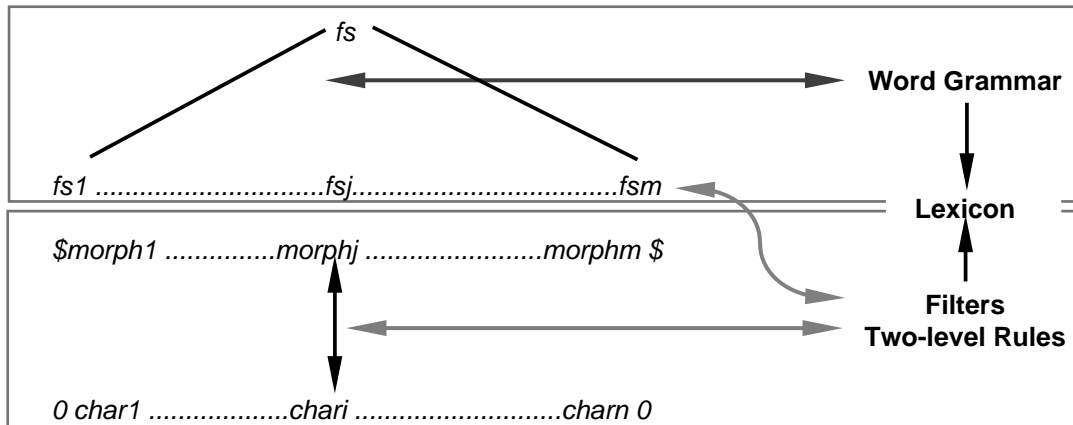 fs
Word Grammar
fs1 ...............................fsj.......................................fsm
Lexicon
$morph1 ...............morphj ........................morphm $
Filters
Two-level Rules
0 char1 ...................chari ............................charn 0